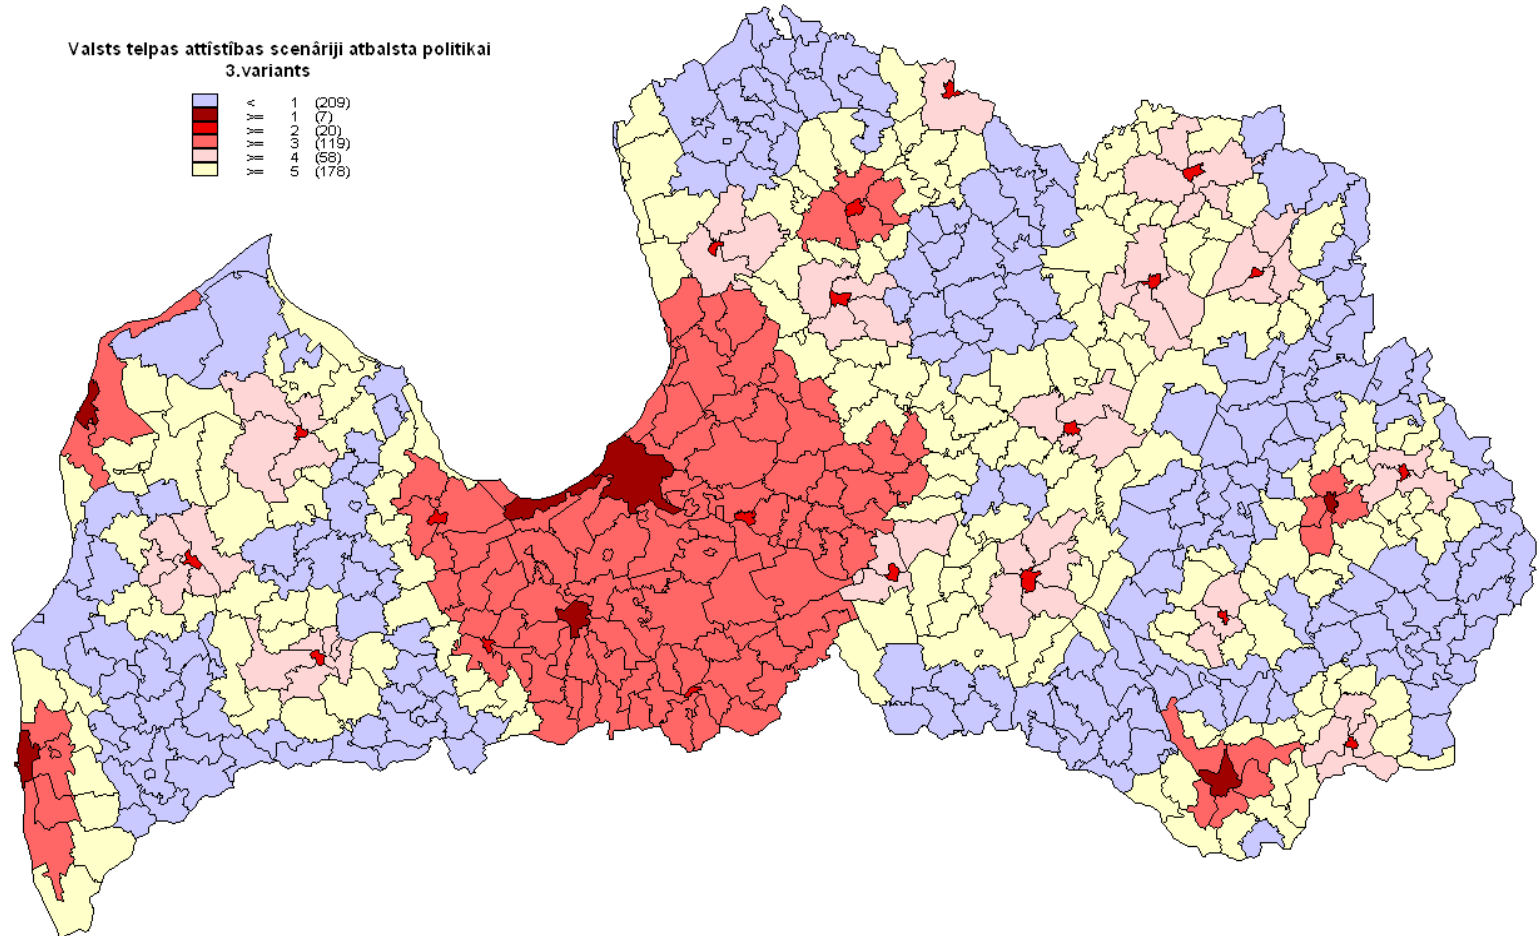 Valsts telpas attīstības scenâriji atbalsta politikai
3.variants
< 1 (209)
>= 1 (7)
>= 2 (20)
>= 3 (119)
>= 4 (58)
>= 5 (178)